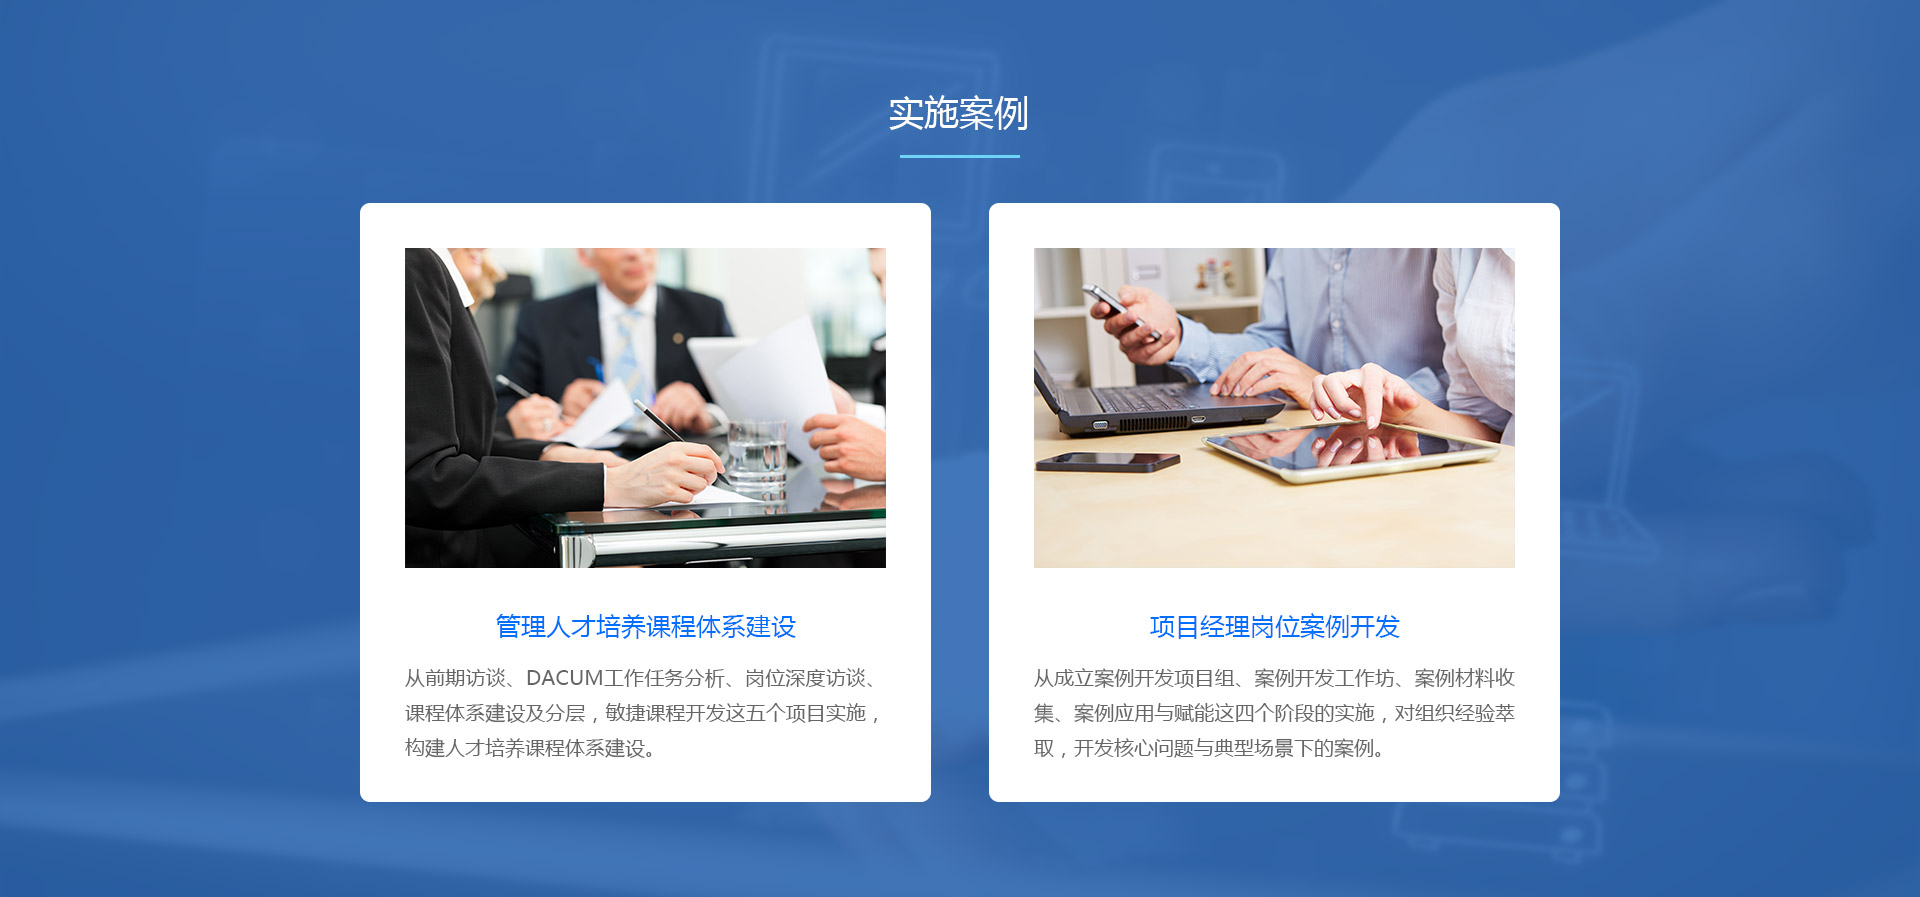 实施案例
管理人才培养课程体系建设
从前期访谈、DACUM工作任务分析、岗位深度访谈、
课程体系建设及分层，敏捷课程开发这五个项目实施，
构建人才培养课程体系建设。
项目经理岗位案例开发
从成立案例开发项目组、案例开发工作坊、案例材料收
集、案例应用与赋能这四个阶段的实施，对组织经验萃
取，开发核心问题与典型场景下的案例。